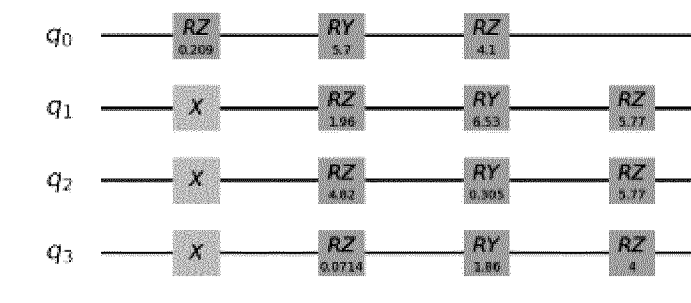 q0 RZ 0.209 RY 5.7 RZ 4.1
q1 X RZ 1.96 RY 6.53 RZ 5.77
q2 X RZ 4.82 RY 0.305 RZ 5.77
q3 X RZ 0.0714 RY 1.86 RZ 4